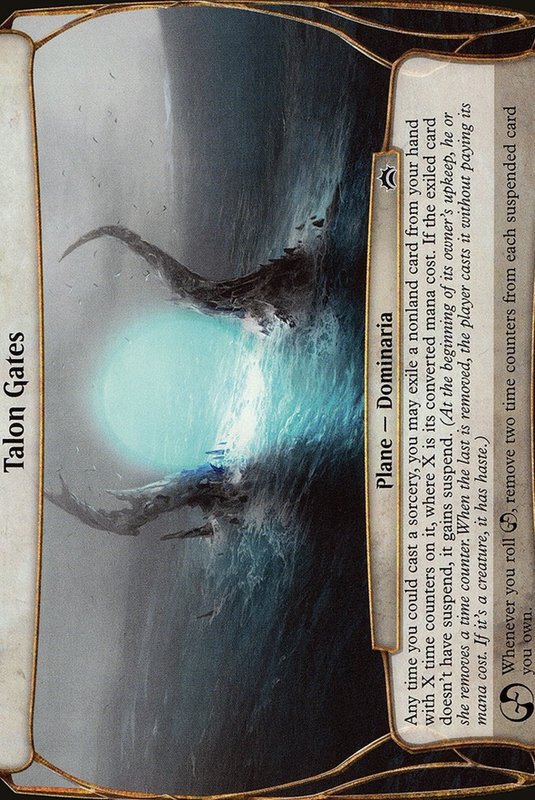 Talon Gates
Plane — Dominaria
Any time you could cast a sorcery, you may exile a nonland card from your hand
with X time counters on it, where X is its converted mana cost. If the exiled card
doesn't have suspend, it gains suspend. (At the beginning of its owner's upkeep, he or
she removes a time counter. When the last is removed, the player casts it without paying its
mana cost. If it's a creature, it has haste.)
Whenever you roll , remove two time counters from each suspended card
you own.